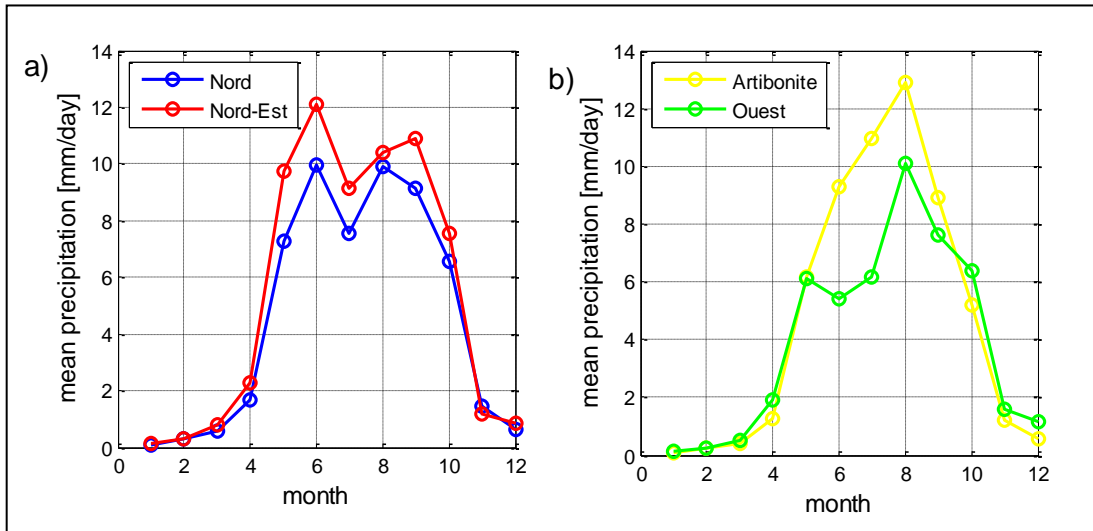 a)
mean precipitation [mm/day]
14
12
10
8
6
4
2
0
Nord
Nord-Est
0 2 4 6 8 10 12
month
b)
mean precipitation [mm/day]
14
12
10
8
6
4
2
0
Artibonite
Ouest
0 2 4 6 8 10 12
month